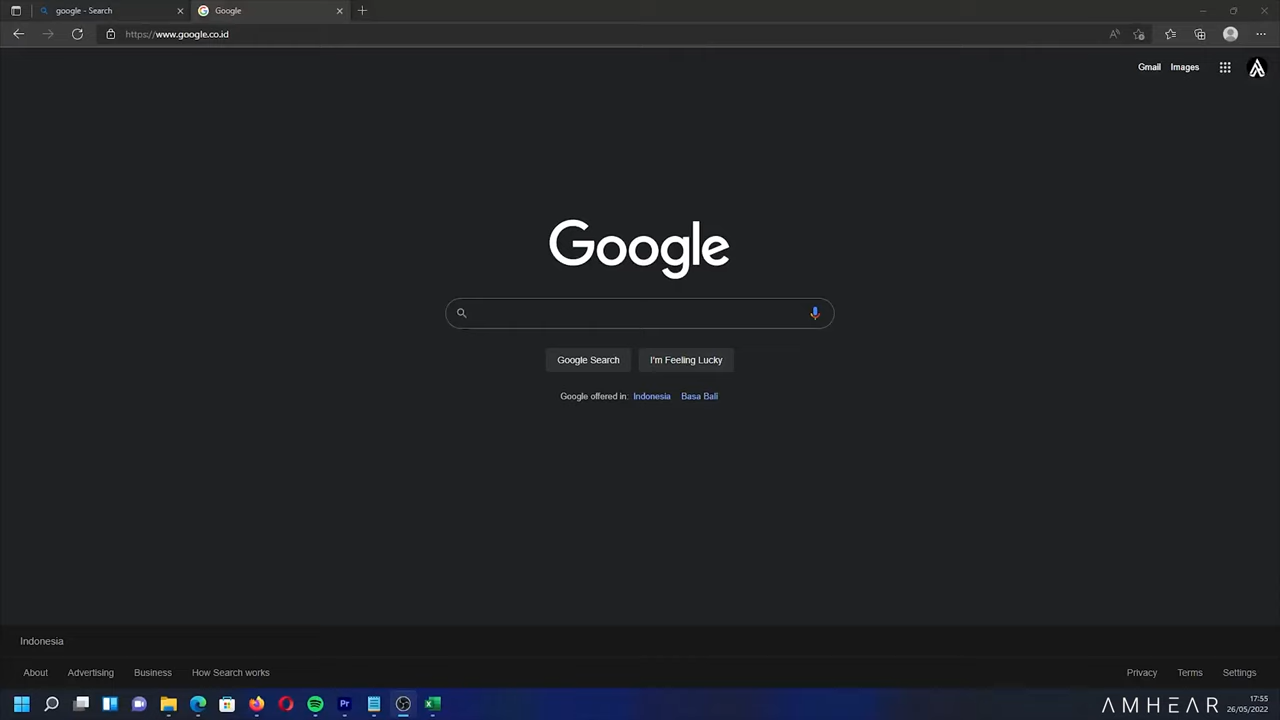 google - Search
Google
https://www.google.co.id
Gmail Images
Google
Google Search I'm Feeling Lucky
Google offered in: Indonesia Basa Bali
Indonesia
About Advertising Business How Search works
Privacy Terms Settings
Pr
AMHEAR
17:55
26/05/2022